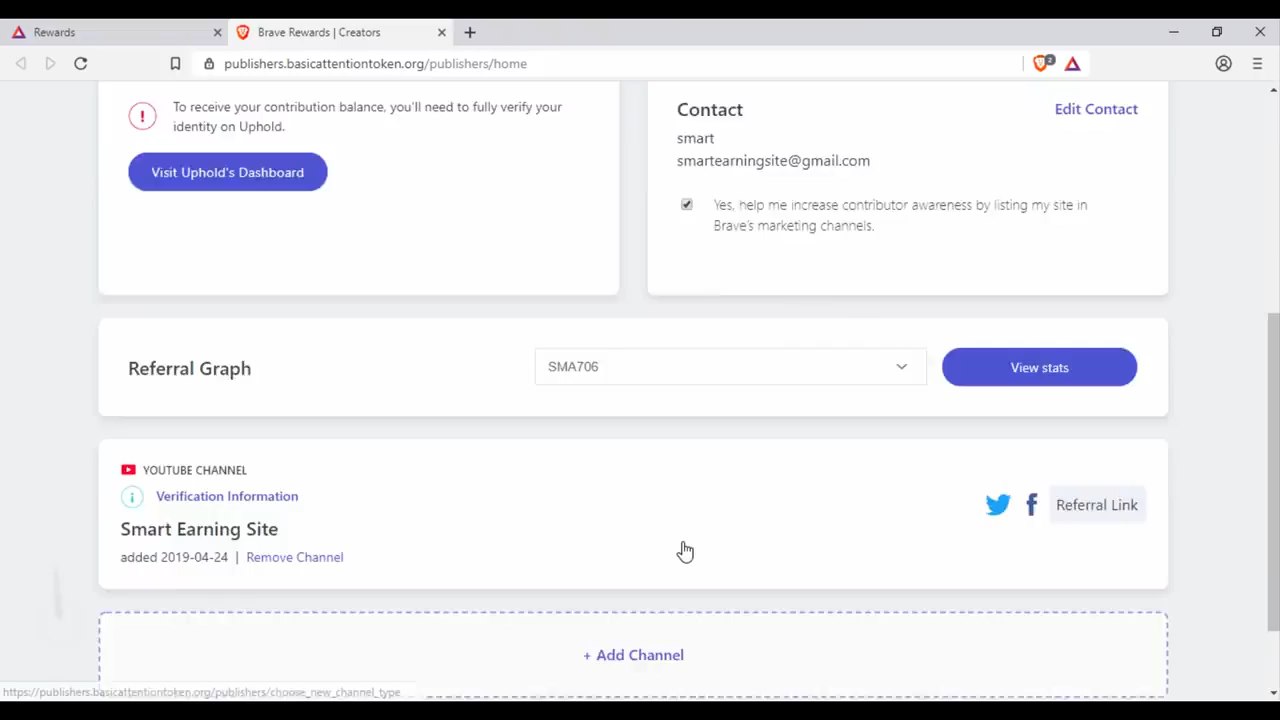 Rewards
Brave Rewards | Creators
publishers.basicattentiontoken.org/publishers/home
2
To receive your contribution balance, you'll need to fully verify your
identity on Uphold.
Visit Uphold's Dashboard
Contact
Edit Contact
smart
smartearningsite@gmail.com
Yes, help me increase contributor awareness by listing my site in
Brave's marketing channels.
Referral Graph
SMA706
View stats
YOUTUBE CHANNEL
Verification Information
Smart Earning Site
added 2019-04-24 | Remove Channel
Referral Link
+ Add Channel
https://publishers.basicattentiontoken.org/publishers/choose_new_channel_type